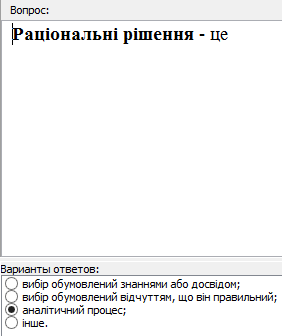 Вопрос:
Раціональні рішення - це
Варианты ответов:
вибір обумовлений знаннями або досвідом;
вибір обумовлений відчуттям, що він правильний;
аналітичний процес;
інше.